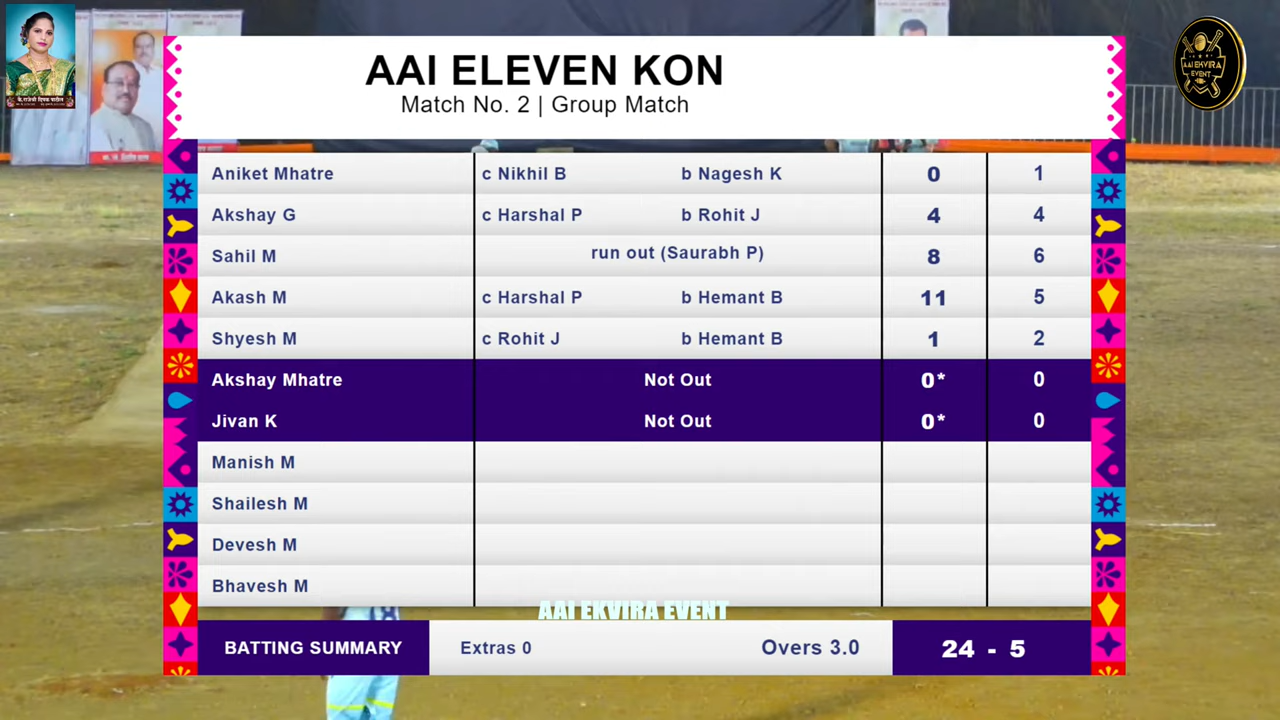 AAI ELEVEN KON
Match No. 2 | Group Match
Aniket Mhatre c Nikhil B b Nagesh K 0 1
Akshay G c Harshal P b Rohit J 4 4
Sahil M run out (Saurabh P) 8 6
Akash M c Harshal P b Hemant B 11 5
Shyesh M c Rohit J b Hemant B 1 2
Akshay Mhatre Not Out 0* 0
Jivan K Not Out 0* 0
Manish M
Shailesh M
Devesh M
Bhavesh M
AAI EKVIRA EVENT
BATTING SUMMARY Extras 0 Overs 3.0 24 - 5
AAI EKVIRA
EVENT